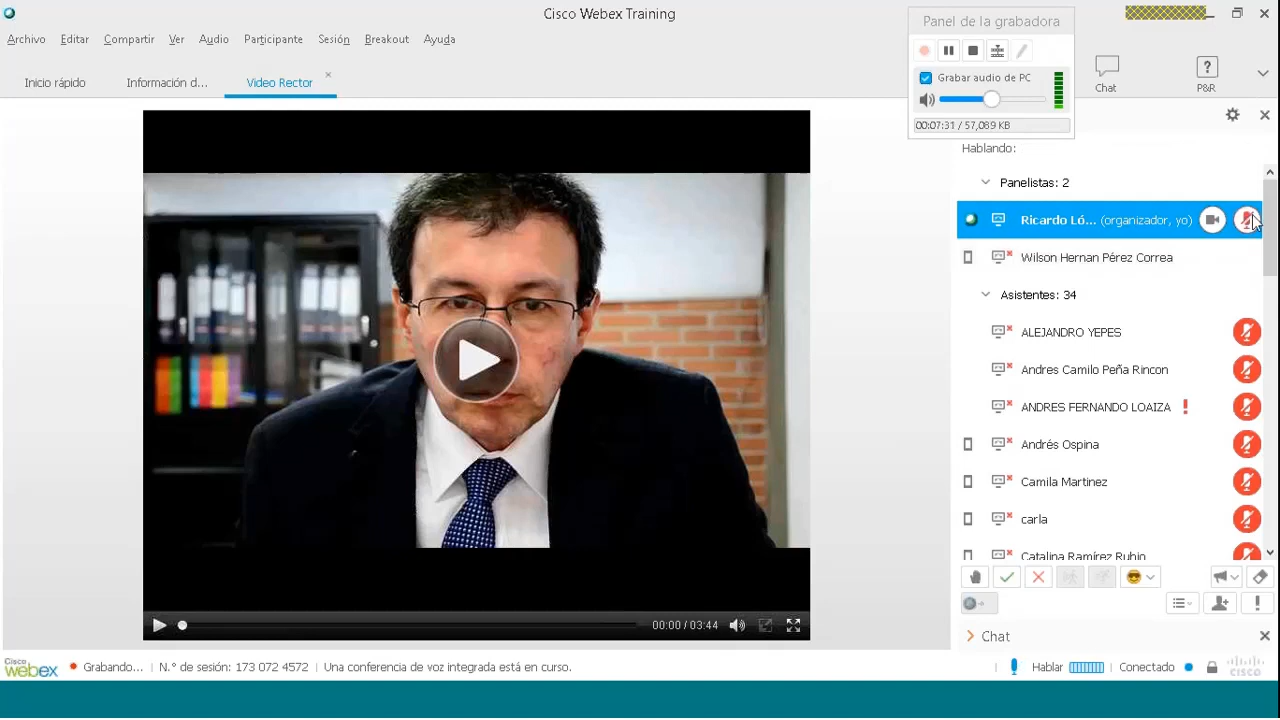 Cisco Webex Training
Panel de la grabadora
Archivo Editar Compartir Ver Audio Participante Sesión Breakout Ayuda
Grabar audio de PC
Inicio rápido Información d... Video Rector
Chat P&R
00:07:31 / 57,089 KB
Hablando:
Panelistas: 2
Ricardo Ló... (organizador, yo)
Wilson Hernan Pérez Correa
Asistentes: 34
ALEJANDRO YEPES
Andres Camilo Peña Rincon
ANDRES FERNANDO LOAIZA
Andrés Ospina
Camila Martinez
carla
Catalina Ramírez Rubio
00:00 / 03:44
Chat
Cisco webex Grabando... N.° de sesión: 173 072 4572 Una conferencia de voz integrada está en curso. Hablar Conectado CISCO